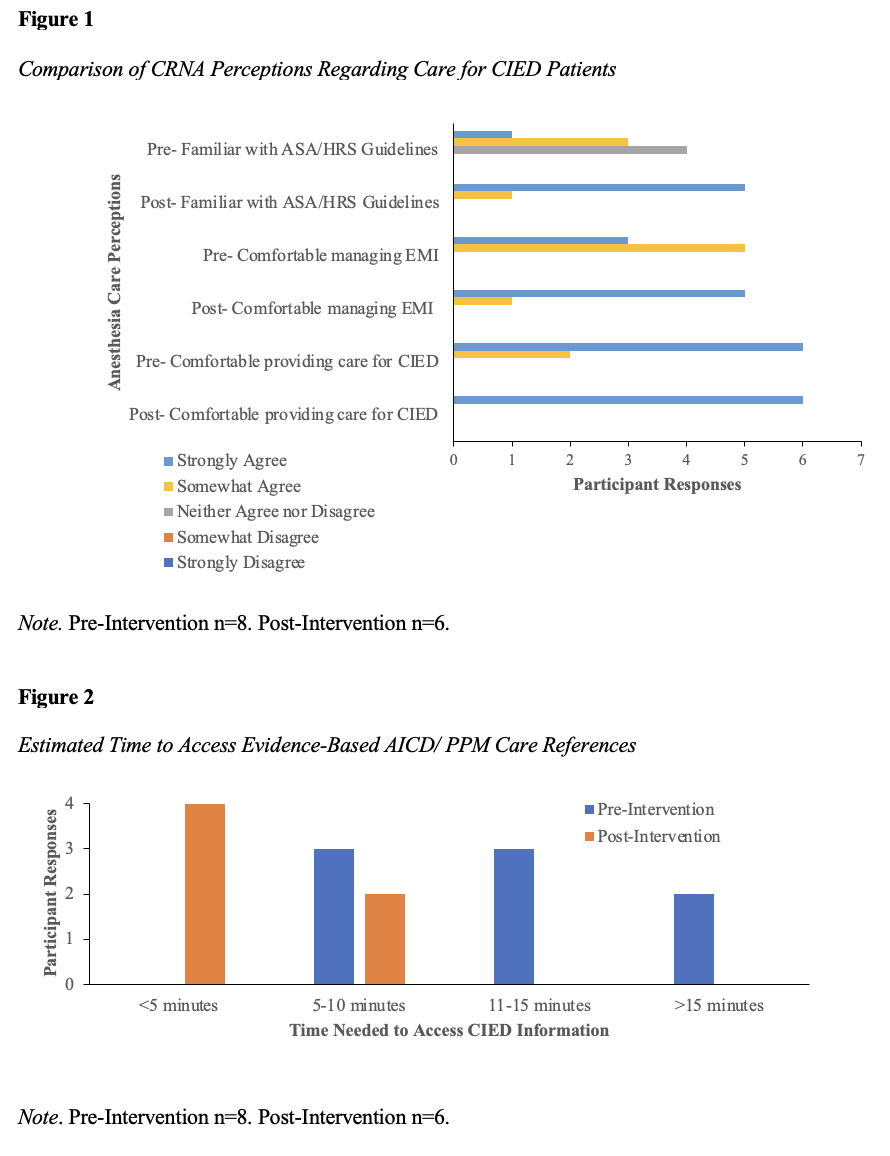 Figure 1
Comparison of CRNA Perceptions Regarding Care for CIED Patients
Anesthesia Care Perceptions
Pre- Familiar with ASA/HRS Guidelines
Post- Familiar with ASA/HRS Guidelines
Pre- Comfortable managing EMI
Post- Comfortable managing EMI
Pre- Comfortable providing care for CIED
Post- Comfortable providing care for CIED
0 1 2 3 4 5 6 7
Participant Responses
Strongly Agree
Somewhat Agree
Neither Agree nor Disagree
Somewhat Disagree
Strongly Disagree
Note. Pre-Intervention n=8. Post-Intervention n=6.
Figure 2
Estimated Time to Access Evidence-Based AICD/ PPM Care References
Participant Responses
4
3
2
1
0
Pre-Intervention
Post-Intervention
<5 minutes 5-10 minutes 11-15 minutes >15 minutes
Time Needed to Access CIED Information
Note. Pre-Intervention n=8. Post-Intervention n=6.